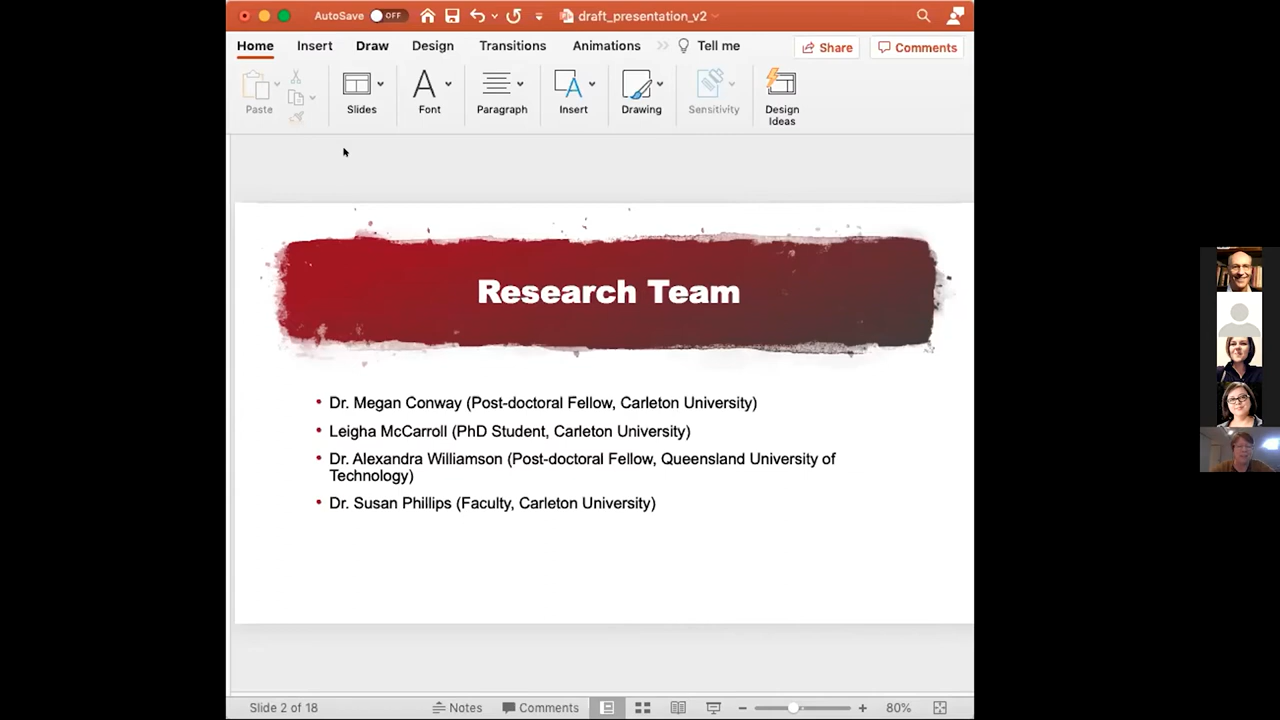 AutoSave OFF draft_presentation_v2
Home Insert Draw Design Transitions Animations Tell me Share Comments
Paste Slides Font Paragraph Insert Drawing Sensitivity Design
Ideas
Research Team
• Dr. Megan Conway (Post-doctoral Fellow, Carleton University)
• Leigha McCarroll (PhD Student, Carleton University)
• Dr. Alexandra Williamson (Post-doctoral Fellow, Queensland University of
Technology)
• Dr. Susan Phillips (Faculty, Carleton University)
Slide 2 of 18 Notes Comments 80%